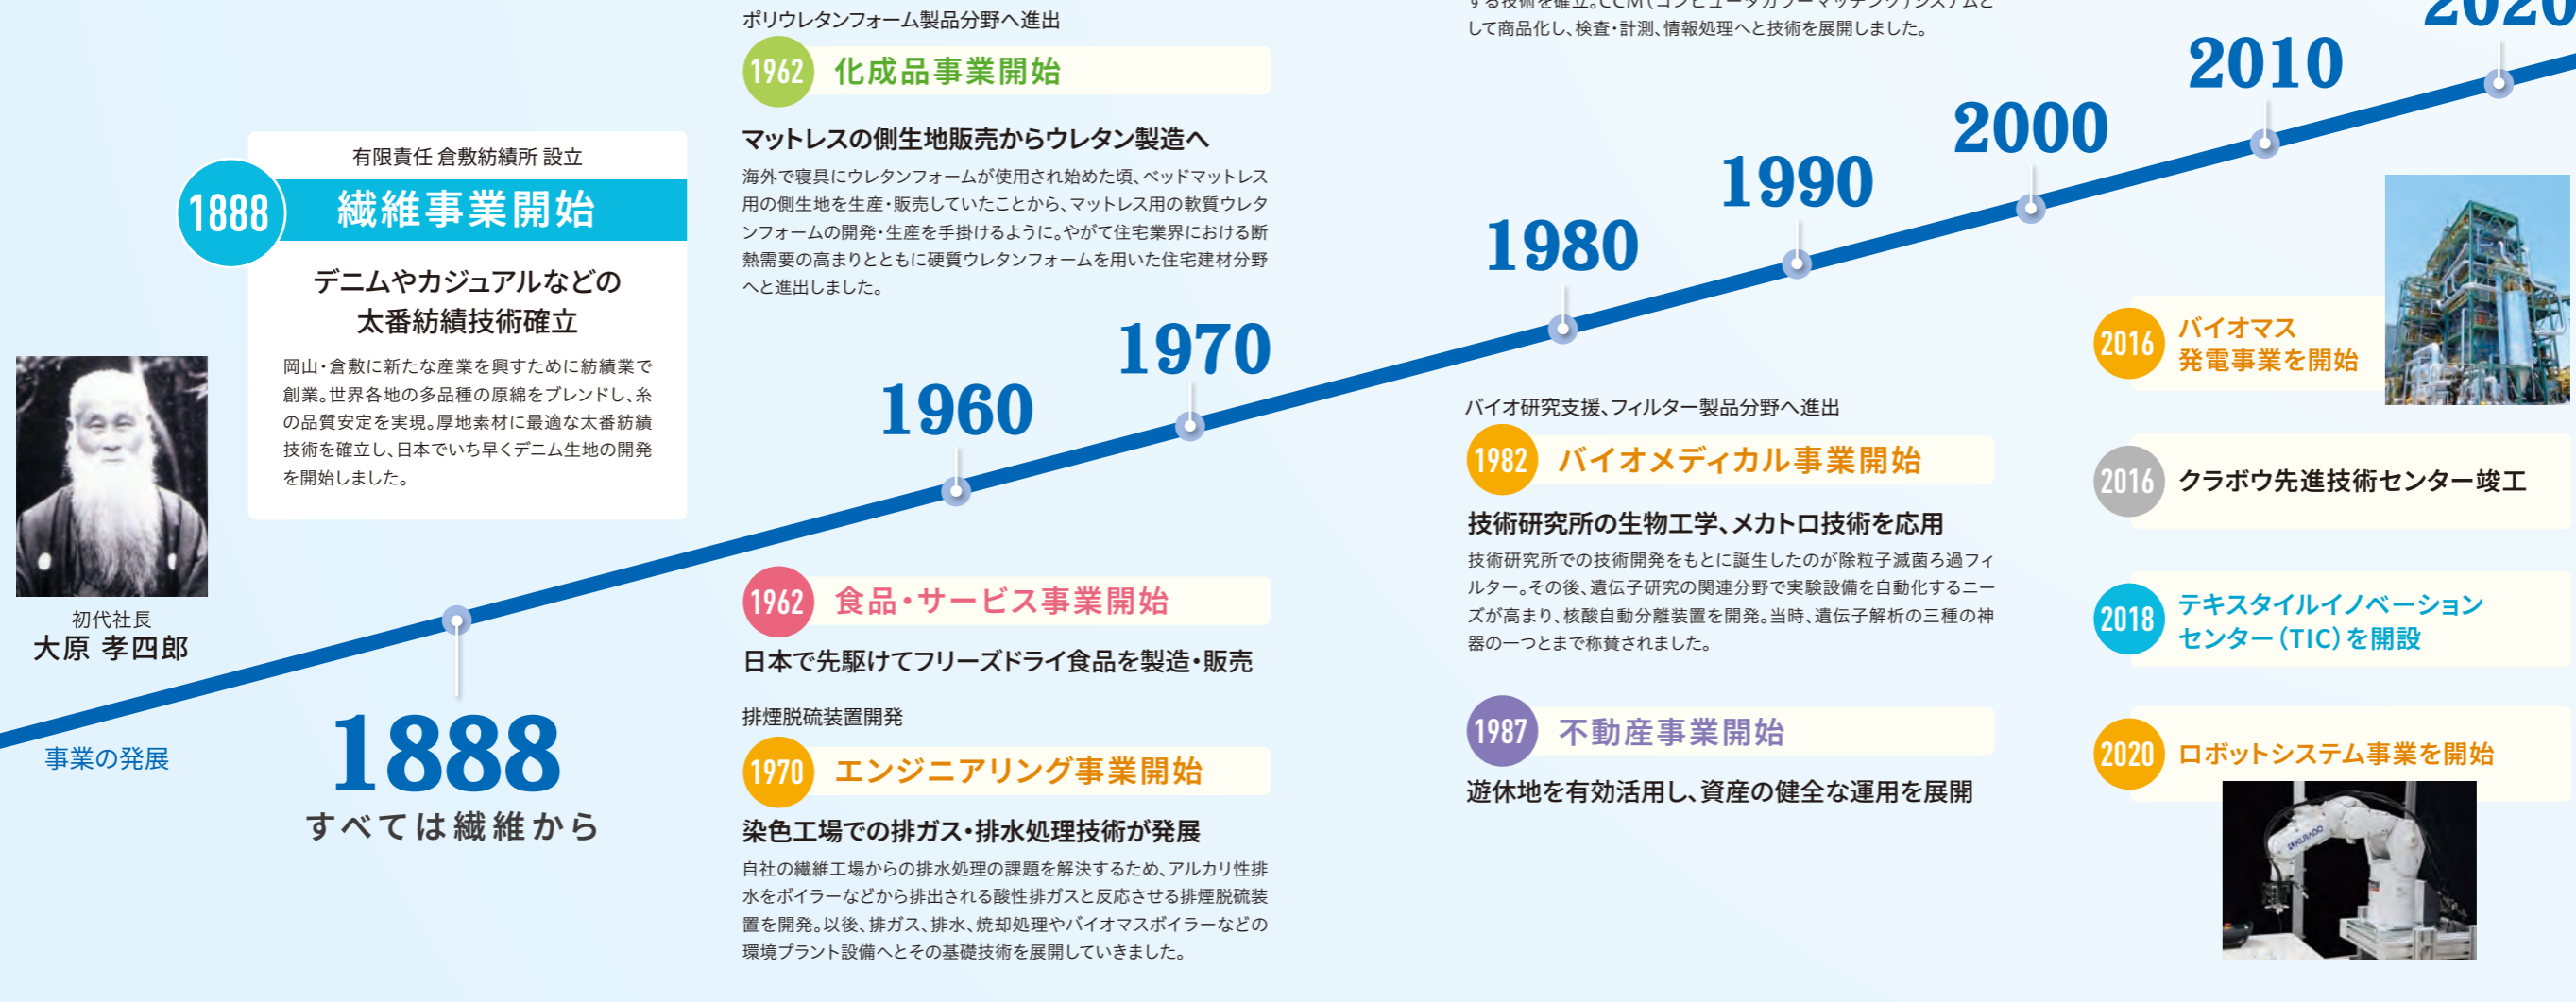 初代社長
大原 孝四郎
事業の発展
有限責任 倉敷紡績所 設立
1888
繊維事業開始
デニムやカジュアルなどの
太番紡績技術確立
岡山・倉敷に新たな産業を興すために紡績業で
創業。世界各地の多品種の原綿をブレンドし、糸
の品質安定を実現。厚地素材に最適な太番紡績
技術を確立し、日本でいち早くデニム生地の開発
を開始しました。
1888
すべては繊維から
ポリウレタンフォーム製品分野へ進出
1962 化成品事業開始
マットレスの側生地販売からウレタン製造へ
海外で寝具にウレタンフォームが使用され始めた頃、ベッドマットレス
用の側生地を生産・販売していたことから、マットレス用の軟質ウレタ
ンフォームの開発・生産を手掛けるように。やがて住宅業界における断
熱需要の高まりとともに硬質ウレタンフォームを用いた住宅建材分野
へと進出しました。
1960
1970
1962 食品・サービス事業開始
日本で先駆けてフリーズドライ食品を製造・販売
排煙脱硫装置開発
1970 エンジニアリング事業開始
染色工場での排ガス・排水処理技術が発展
自社の繊維工場からの排水処理の課題を解決するため、アルカリ性排
水をボイラーなどから排出される酸性排ガスと反応させる排煙脱硫装
置を開発。以後、排ガス、排水、焼却処理やバイオマスボイラーなどの
環境プラント設備へとその基礎技術を展開していきました。
する技術を確立。CCM（コンピュータカラーマッチング）システムと
して商品化し、検査・計測、情報処理へと技術を展開しました。
1980
1990
2000
2010
2020
バイオ研究支援、フィルター製品分野へ進出
1982 バイオメディカル事業開始
技術研究所の生物工学、メカトロ技術を応用
技術研究所での技術開発をもとに誕生したのが除粒子滅菌ろ過フィ
ルター。その後、遺伝子研究の関連分野で実験設備を自動化するニー
ズが高まり、核酸自動分離装置を開発。当時、遺伝子解析の三種の神
器の一つとまで称賛されました。
1987 不動産事業開始
遊休地を有効活用し、資産の健全な運用を展開
2016 バイオマス
発電事業を開始
2016 クラボウ先進技術センター竣工
2018 テキスタイルイノベーション
センター（TIC）を開設
2020 ロボットシステム事業を開始